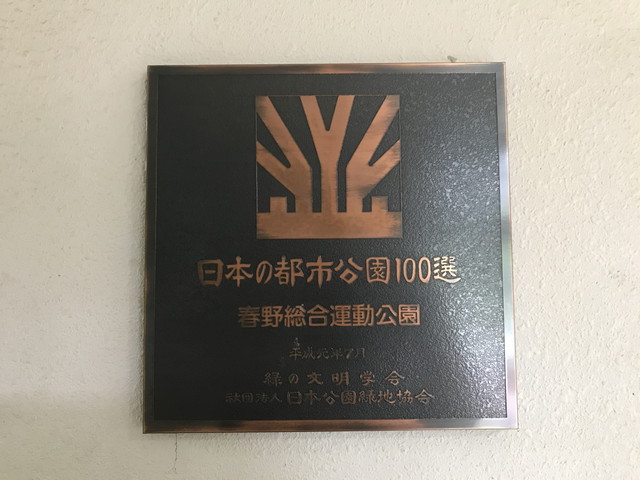 日本の都市公園100選
春野総合運動公園
平成元年7月
緑の文明学会
社団法人日本公園緑地協会